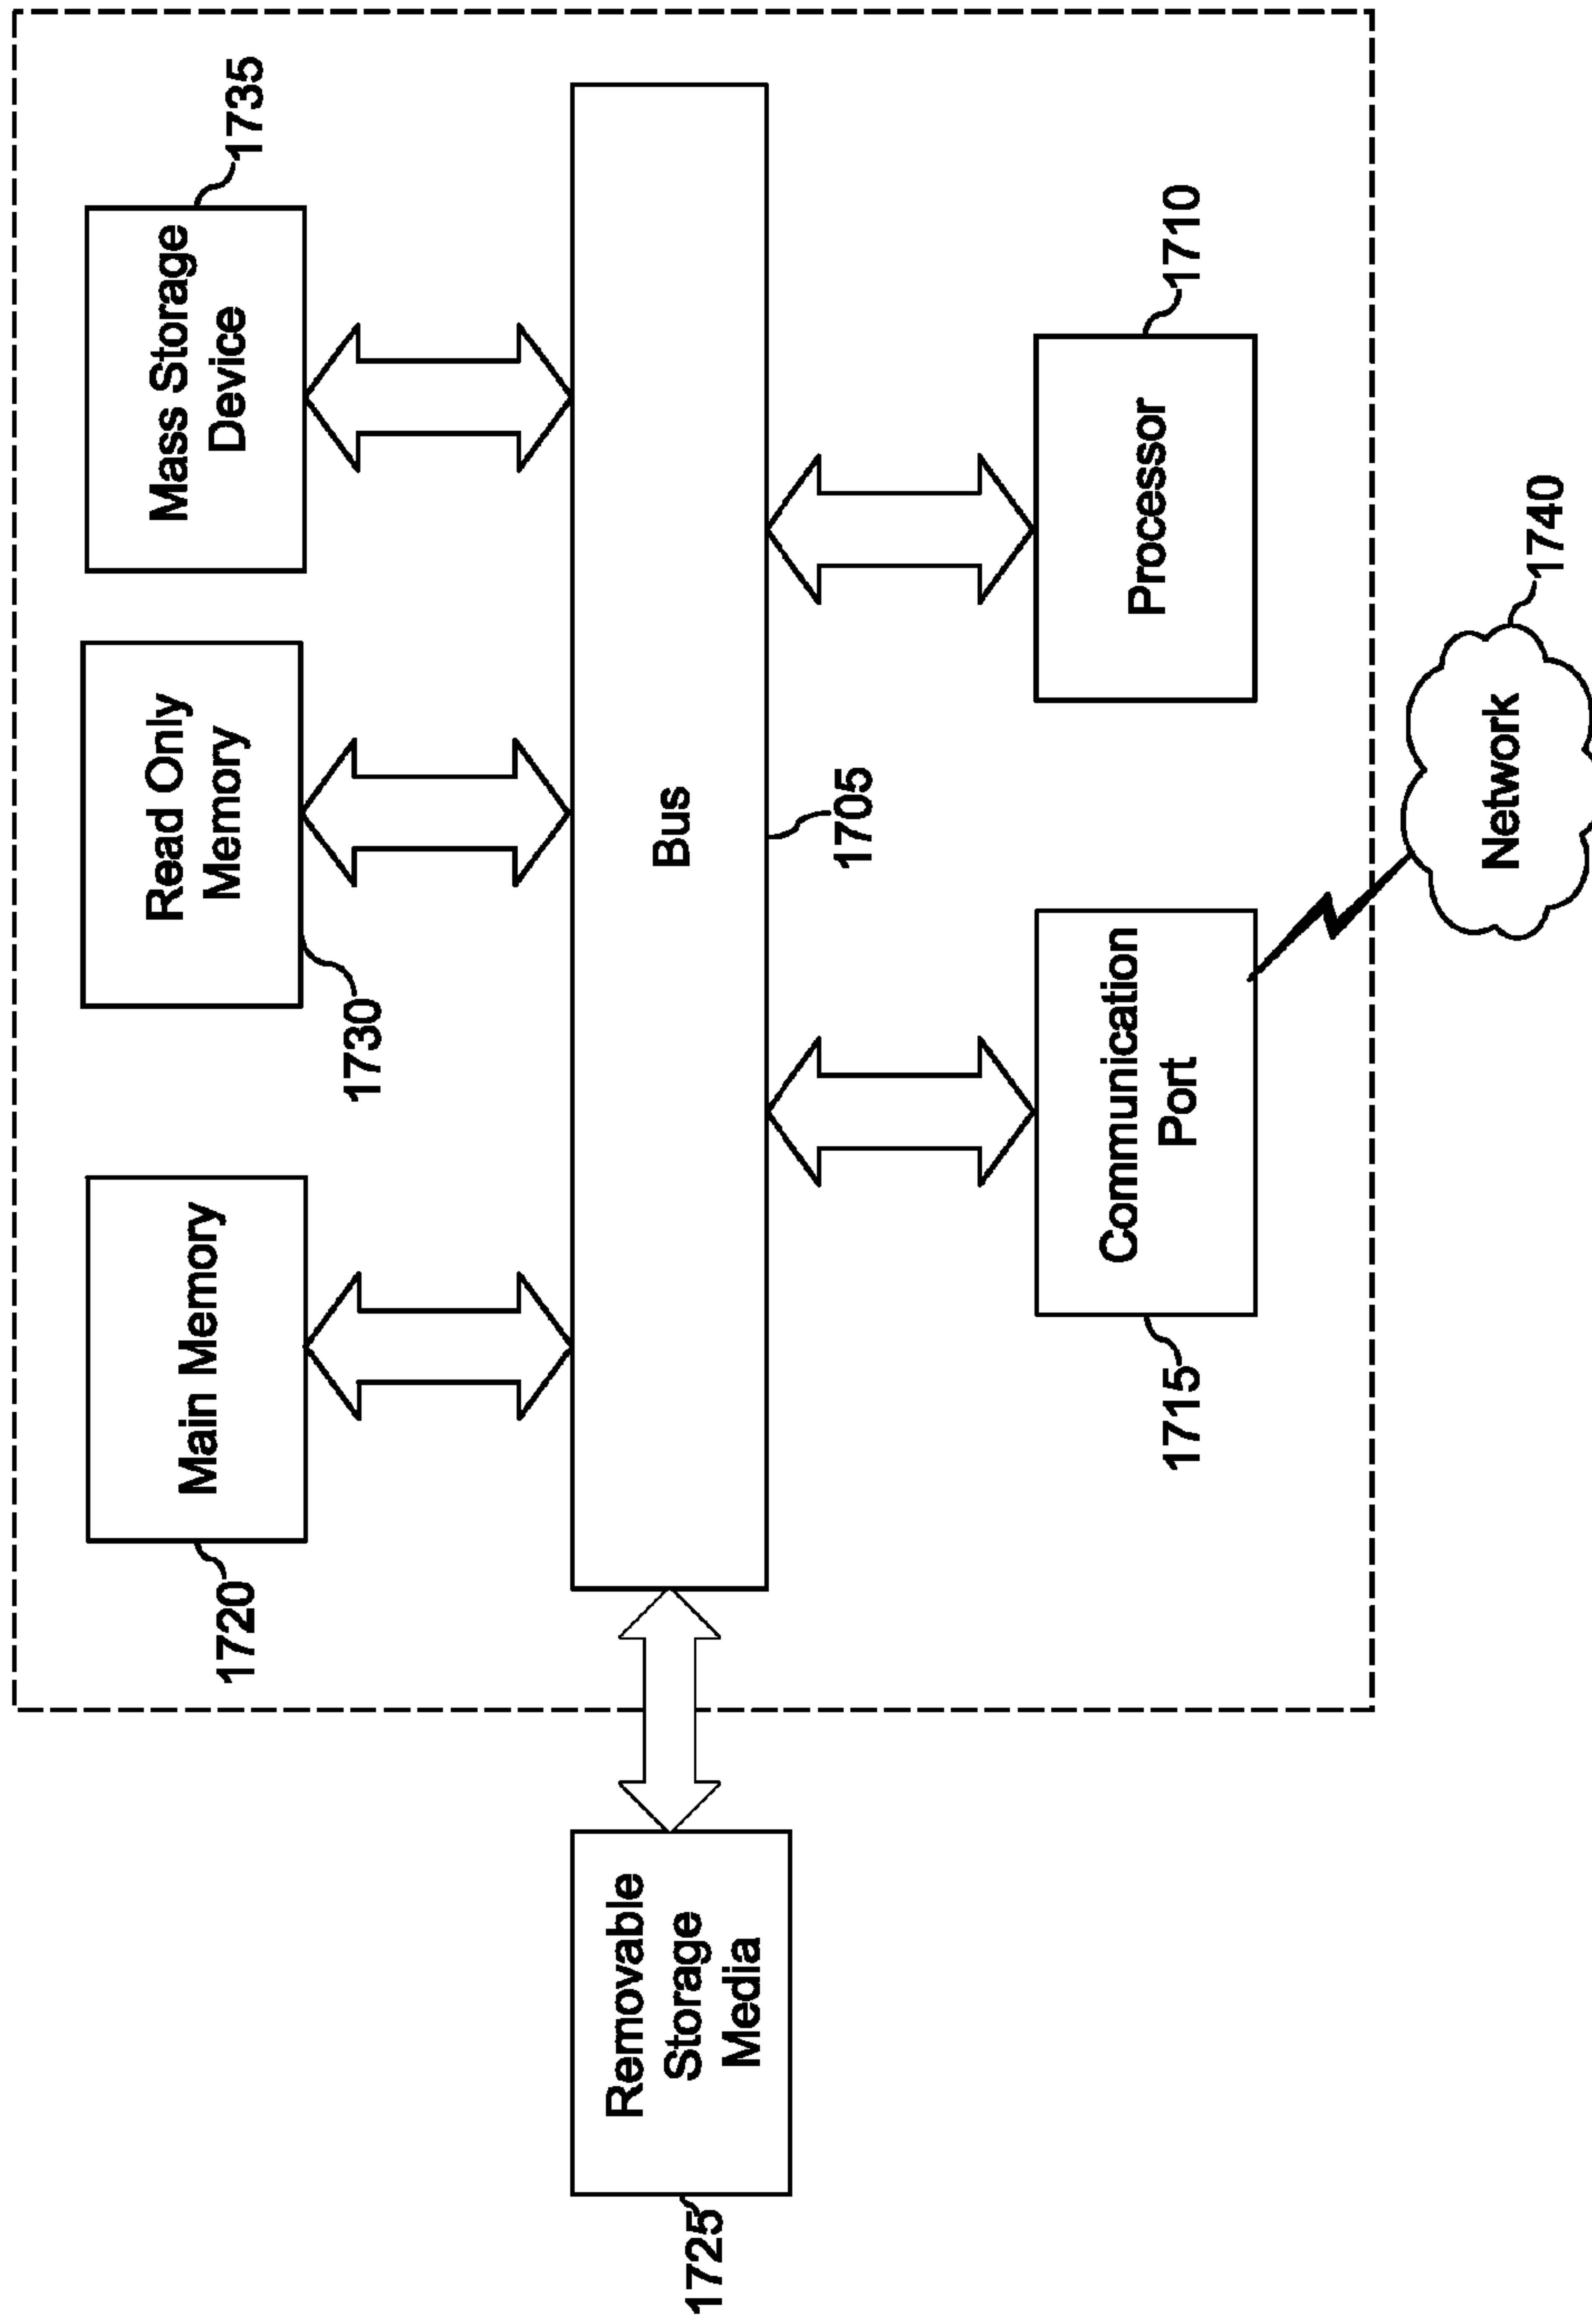 1720
Main Memory
1730
Read Only
Memory
1735
Mass Storage
Device
1725
Removable
Storage
Media
Bus
1705
1715
Communication
Port
Processor
1710
Network
1740